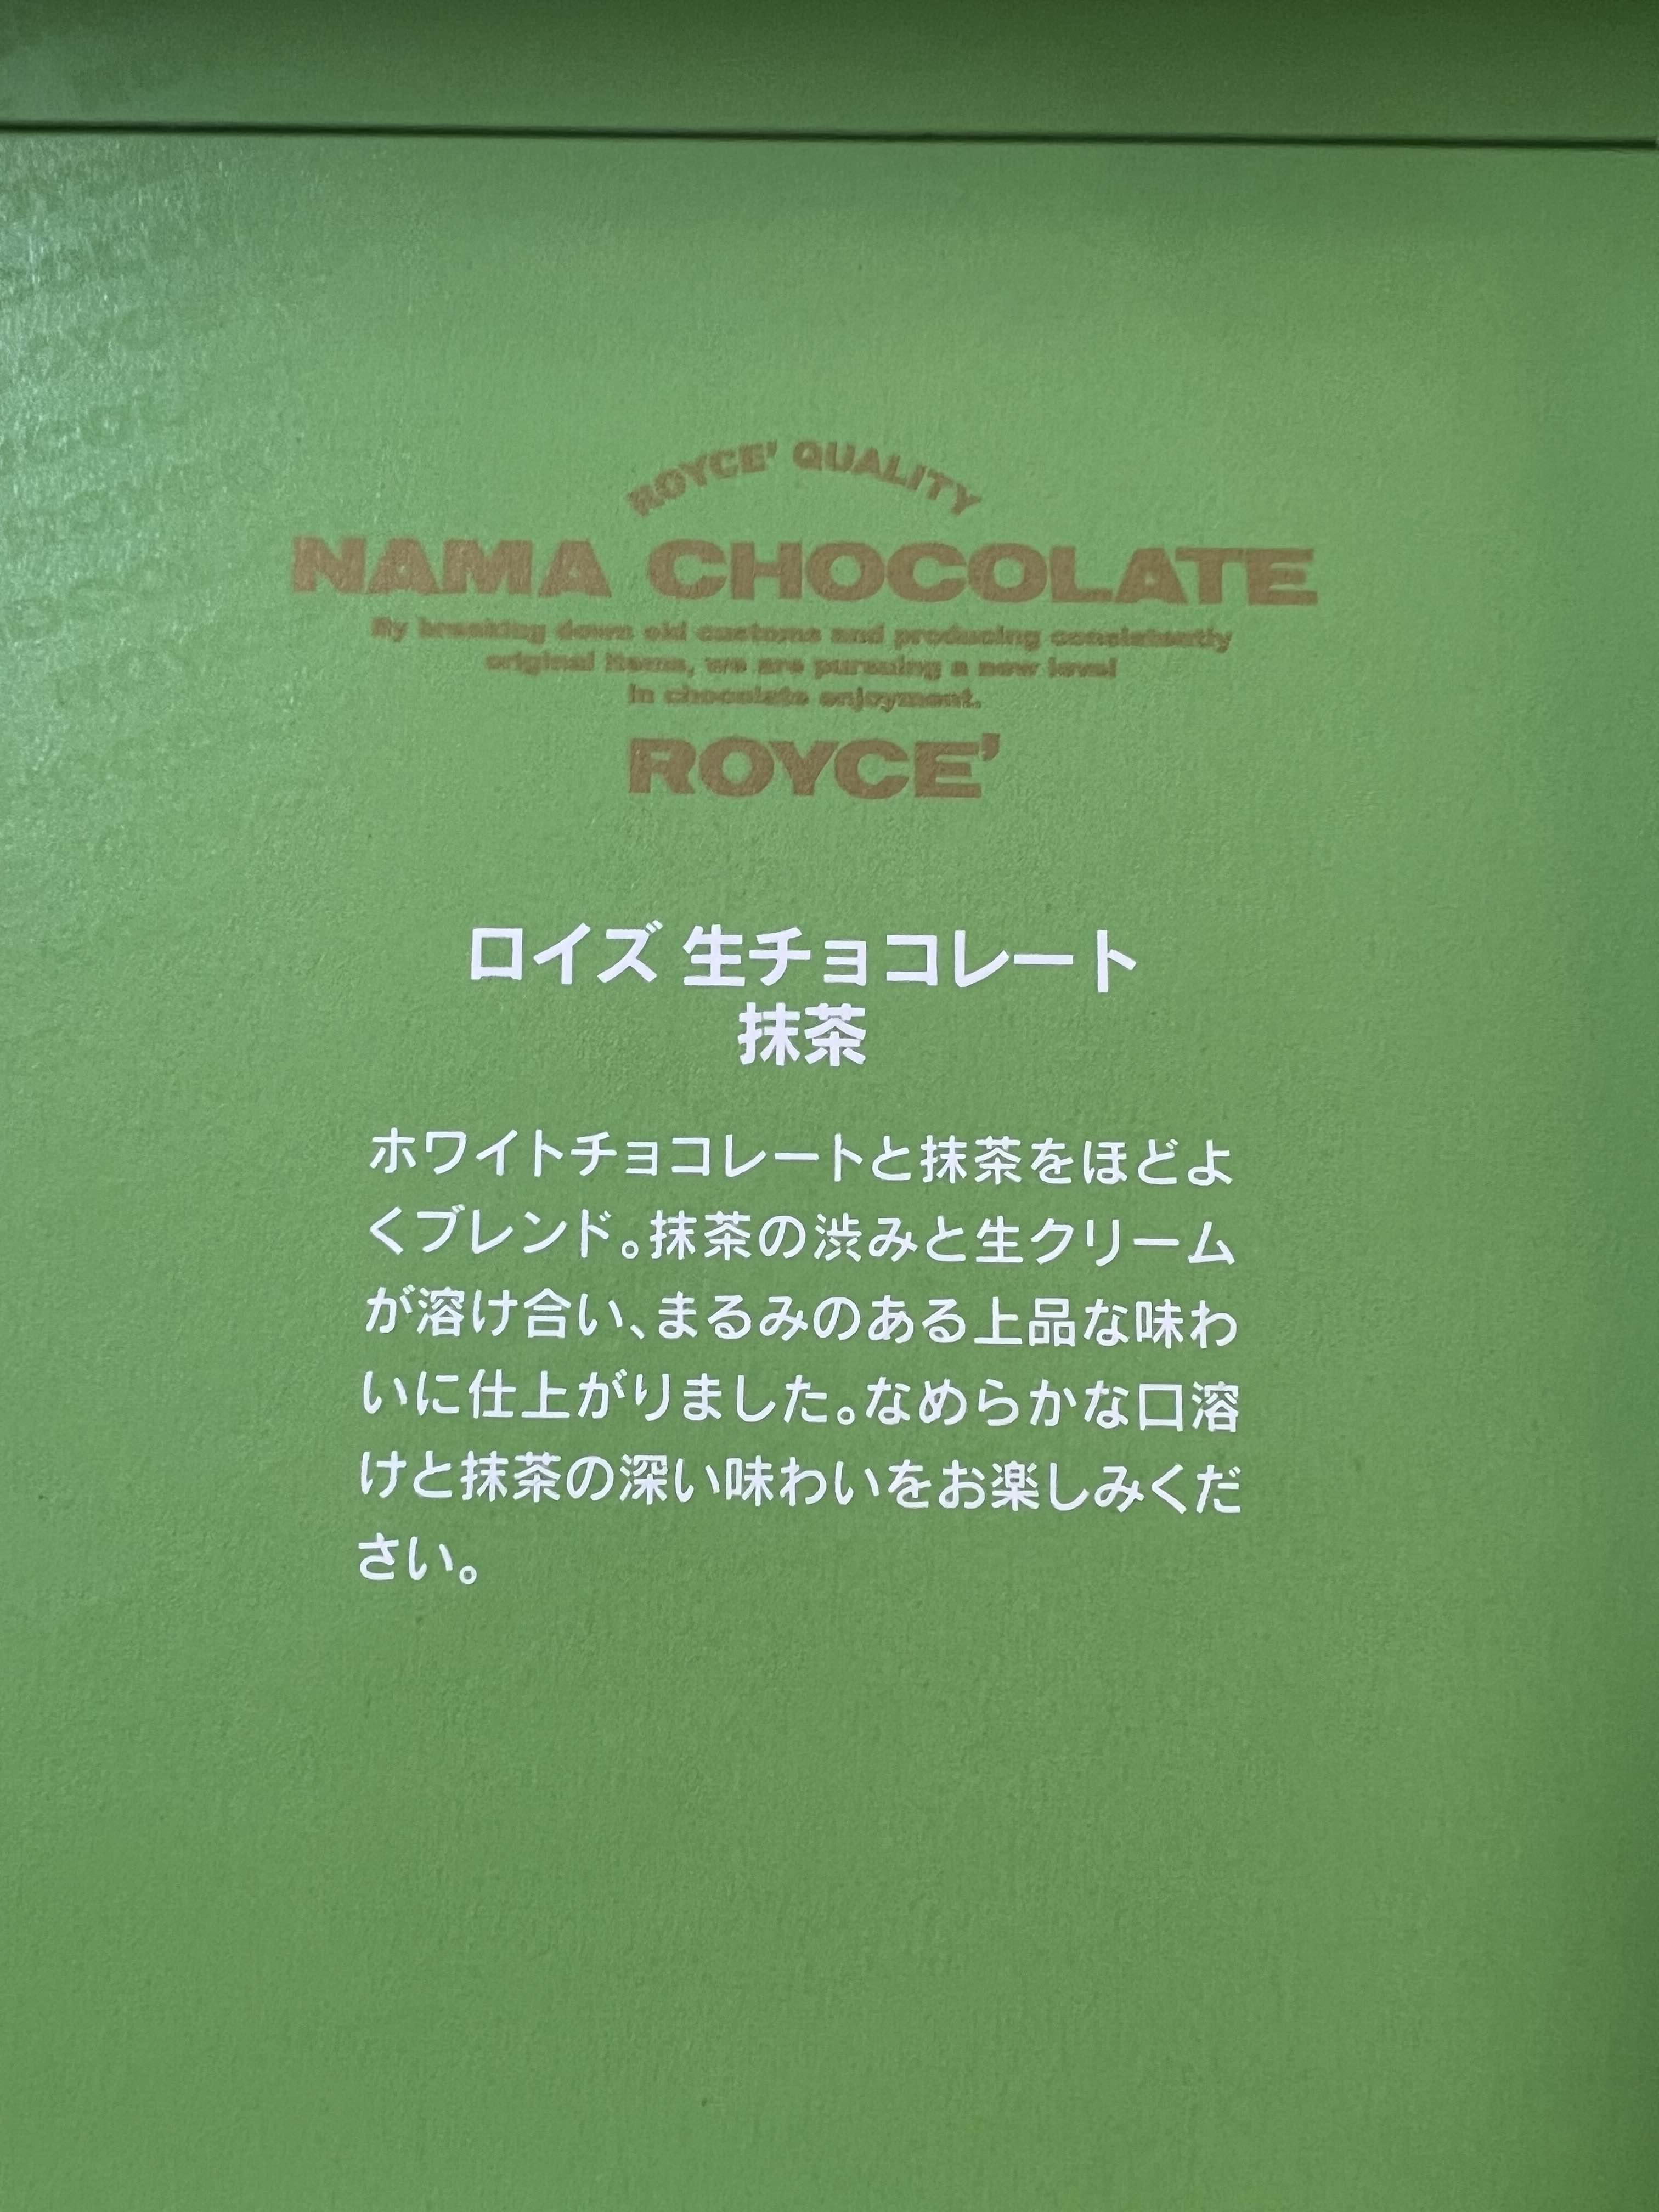 ROYCE' QUALITY
NAMA CHOCOLATE
By breaking down old customs and producing consistently
original items, we are pursuing a new level
in chocolate enjoyment.
ROYCE'
ロイズ 生チョコレート
抹茶
ホワイトチョコレートと抹茶をほどよ
くブレンド。抹茶の渋みと生クリーム
が溶け合い、まるみのある上品な味わ
いに仕上がりました。なめらかな口溶
けと抹茶の深い味わいをお楽しみくだ
さい。